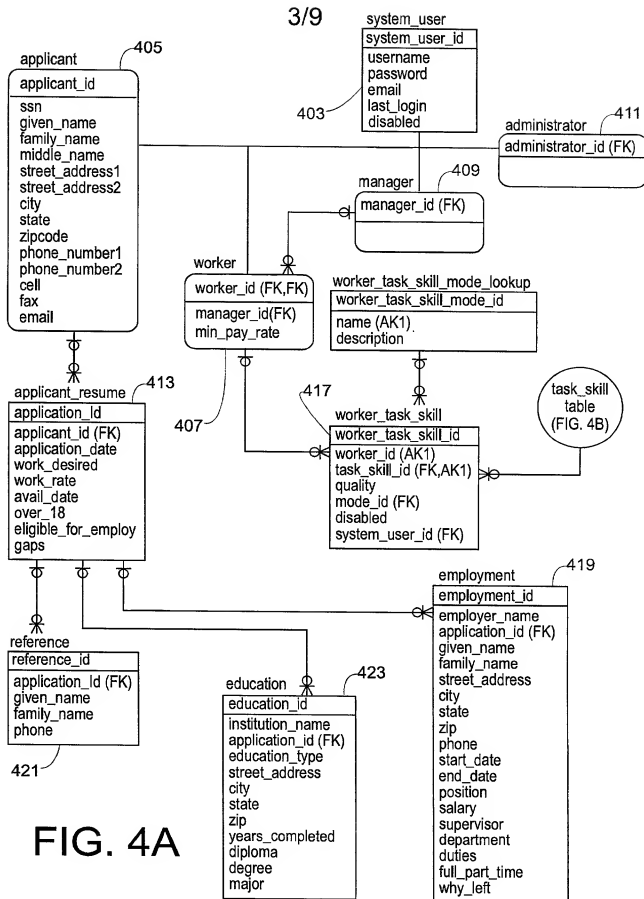 3/9
system_user
system_user_id
username
password
email
last_login
disabled
403
applicant
405
applicant_id
ssn
given_name
family_name
middle_name
street_address1
street_address2
city
state
zipcode
phone_number1
phone_number2
cell
fax
email
administrator
411
administrator_id (FK)
manager
409
manager_id (FK)
worker
worker_id (FK,FK)
manager_id(FK)
min_pay_rate
407
worker_task_skill_mode_lookup
worker_task_skill_mode_id
name (AK1)
description
417
worker_task_skill
worker_task_skill_id
worker_id (AK1)
task_skill_id (FK,AK1)
quality
mode_id (FK)
disabled
system_user_id (FK)
task_skill
table
(FIG. 4B)
applicant_resume
413
application_Id
applicant_id (FK)
application_date
work_desired
work_rate
avail_date
over_18
eligible_for_employ
gaps
reference
reference_id
application_Id (FK)
given_name
family_name
phone
421
education
423
education_id
institution_name
application_id (FK)
education_type
street_address
city
state
zip
years_completed
diploma
degree
major
employment
419
employment_id
employer_name
application_id (FK)
given_name
family_name
street_address
city
state
zip
phone
start_date
end_date
position
salary
supervisor
department
duties
full_part_time
why_left
FIG. 4A